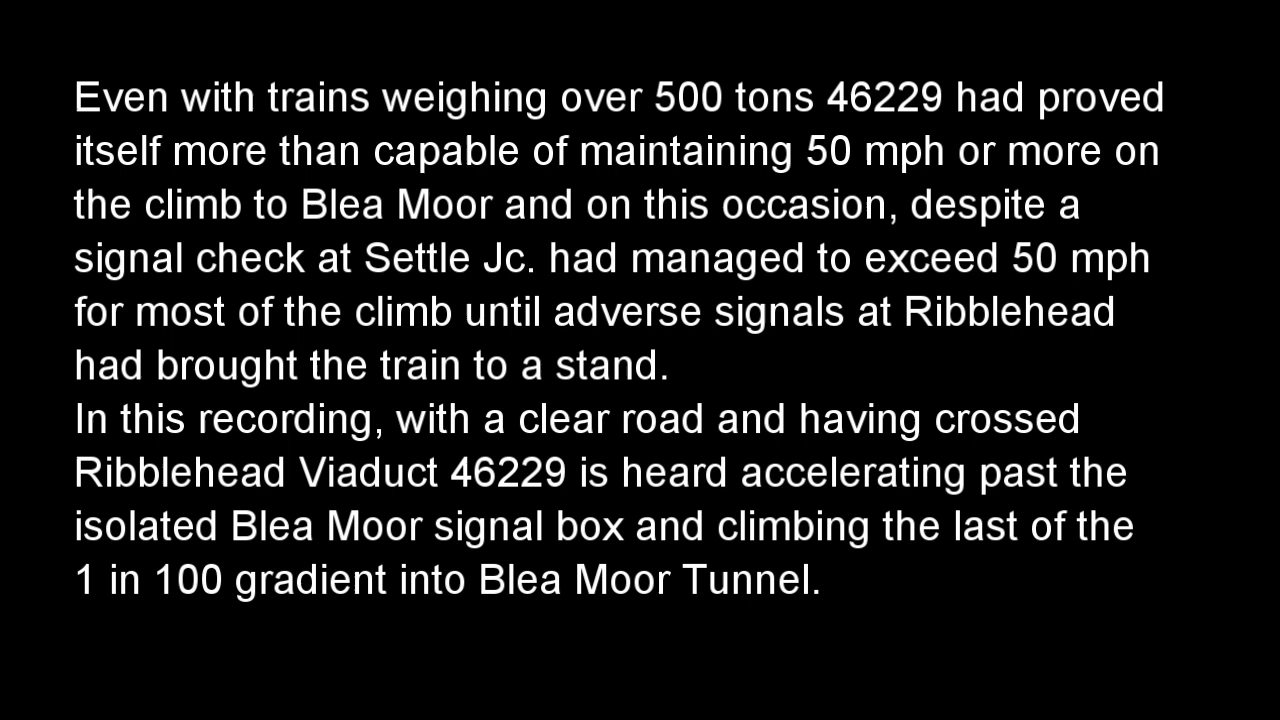 Even with trains weighing over 500 tons 46229 had proved
itself more than capable of maintaining 50 mph or more on
the climb to Blea Moor and on this occasion, despite a
signal check at Settle Jc. had managed to exceed 50 mph
for most of the climb until adverse signals at Ribblehead
had brought the train to a stand.
In this recording, with a clear road and having crossed
Ribblehead Viaduct 46229 is heard accelerating past the
isolated Blea Moor signal box and climbing the last of the
1 in 100 gradient into Blea Moor Tunnel.